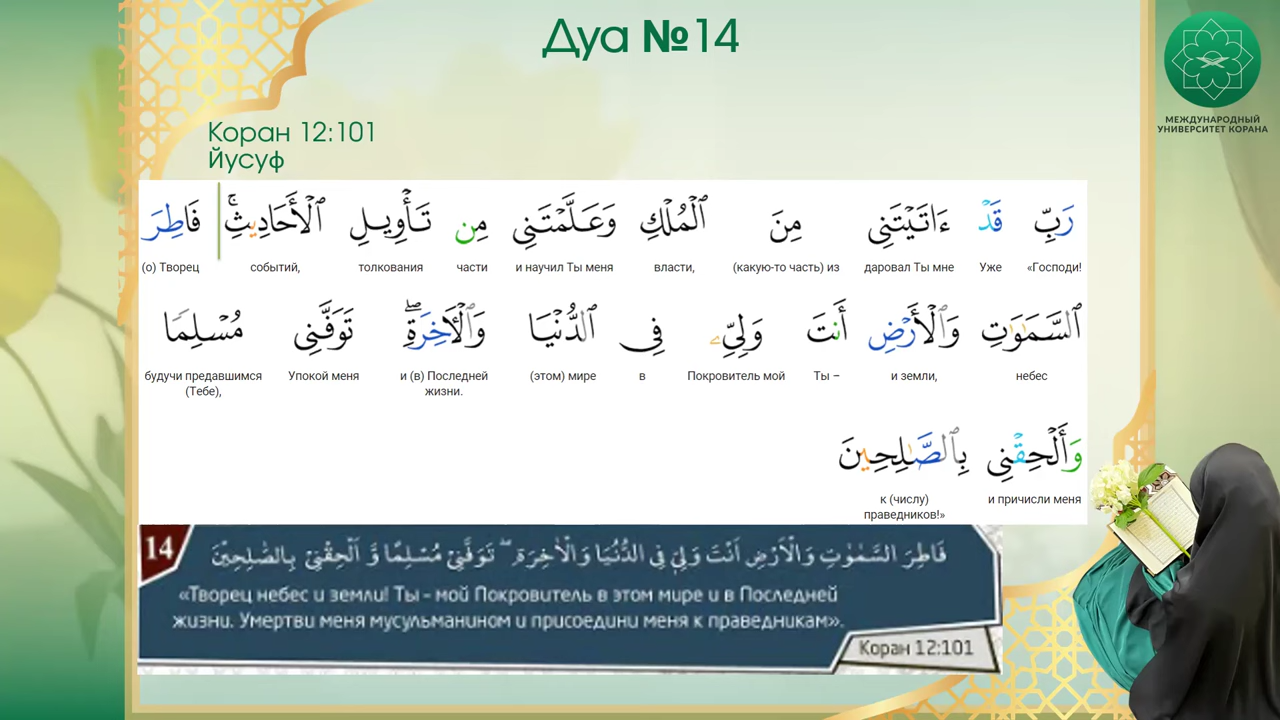 Дуа №14
МЕЖДУНАРОДНЫЙ
УНИВЕРСИТЕТ КОРАНА
Коран 12:101
Йусуф
رَبِّ قَدْ ءَاتَيْتَنِى مِنَ ٱلْمُلْكِ وَعَلَّمْتَنِى مِن تَأْوِيلِ ٱلْأَحَادِيثِۚ فَاطِرَ
«Господи! Уже даровал Ты мне (какую-то часть) из власти, и научил Ты меня части толкования событий, (о) Творец
ٱلسَّمَٰوَٰتِ وَٱلْأَرْضِ أَنتَ وَلِىِّۦ فِى ٱلدُّنْيَا وَٱلْأَخِرَةِۖ تَوَفَّنِى مُسْلِمًا
небес и земли, Ты – Покровитель мой в (этом) мире и (в) Последней жизни. Упокой меня будучи предавшимся (Тебе),
وَأَلْحِقْنِى بِٱلصَّٰلِحِينَ
и причисли меня к (числу) праведников!»
14
فَاطِرَ السَّمٰوٰتِ وَالْاَرْضِ اَنْتَ وَلِيّٖ فِي الدُّنْيَا وَالْاٰخِرَةِ ۖ تَوَفَّنِيْ مُسْلِمًا وَّ اَلْحِقْنِيْ بِالصّٰلِحِيْنَ
«Творец небес и земли! Ты – мой Покровитель в этом мире и в Последней
жизни. Умертви меня мусульманином и присоедини меня к праведникам».
Коран 12:101